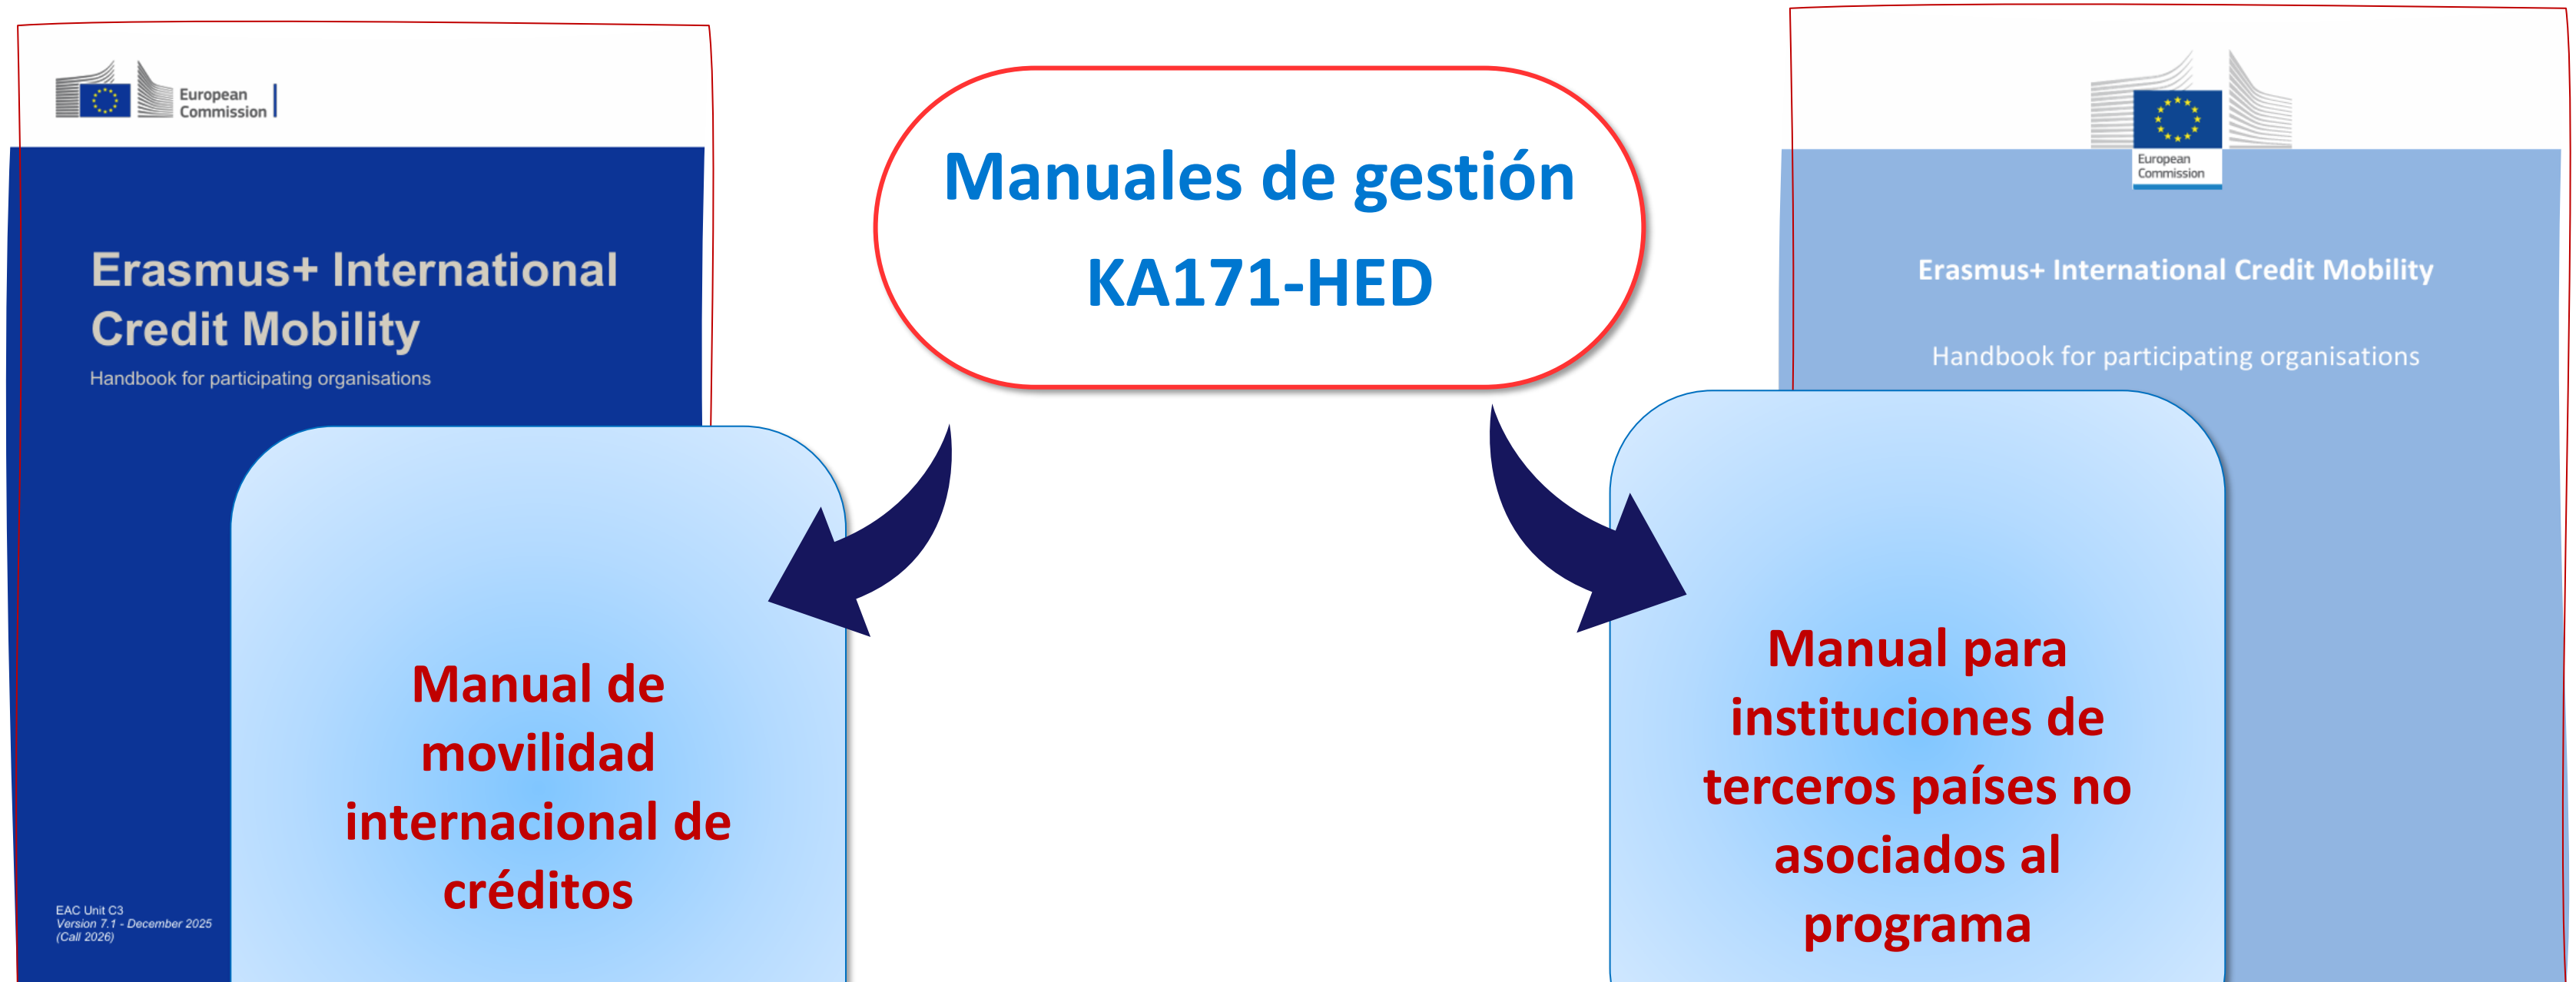 European
Commission
Erasmus+ International
Credit Mobility
Handbook for participating organisations
EAC Unit C3
Version 7.1 - December 2025
(Call 2026)
Manual de
movilidad
internacional de
créditos
Manuales de gestión
KA171-HED
European
Commission
Erasmus+ International Credit Mobility
Handbook for participating organisations
Manual para
instituciones de
terceros países no
asociados al
programa